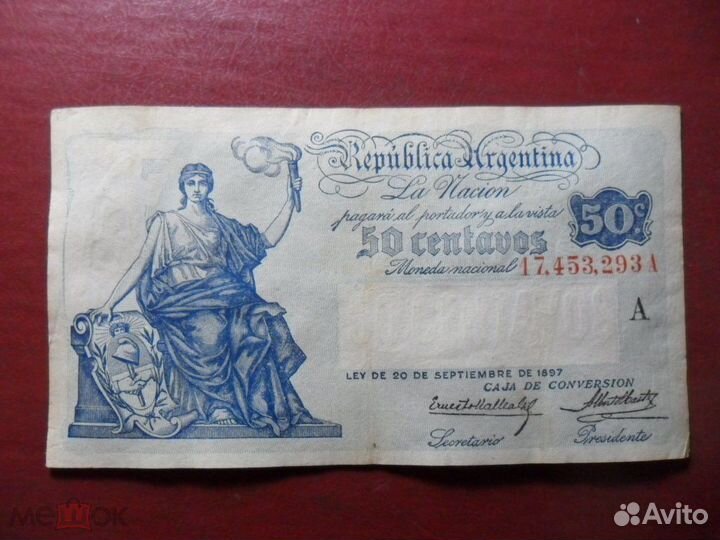 República Argentina
La Nacion
pagará al portador y a la vista
50 centavos
50c
Moneda nacional 17,453,293 A
A
LEY DE 20 DE SEPTIEMBRE DE 1897
CAJA DE CONVERSION
Secretario Presidente
мешок
Avito